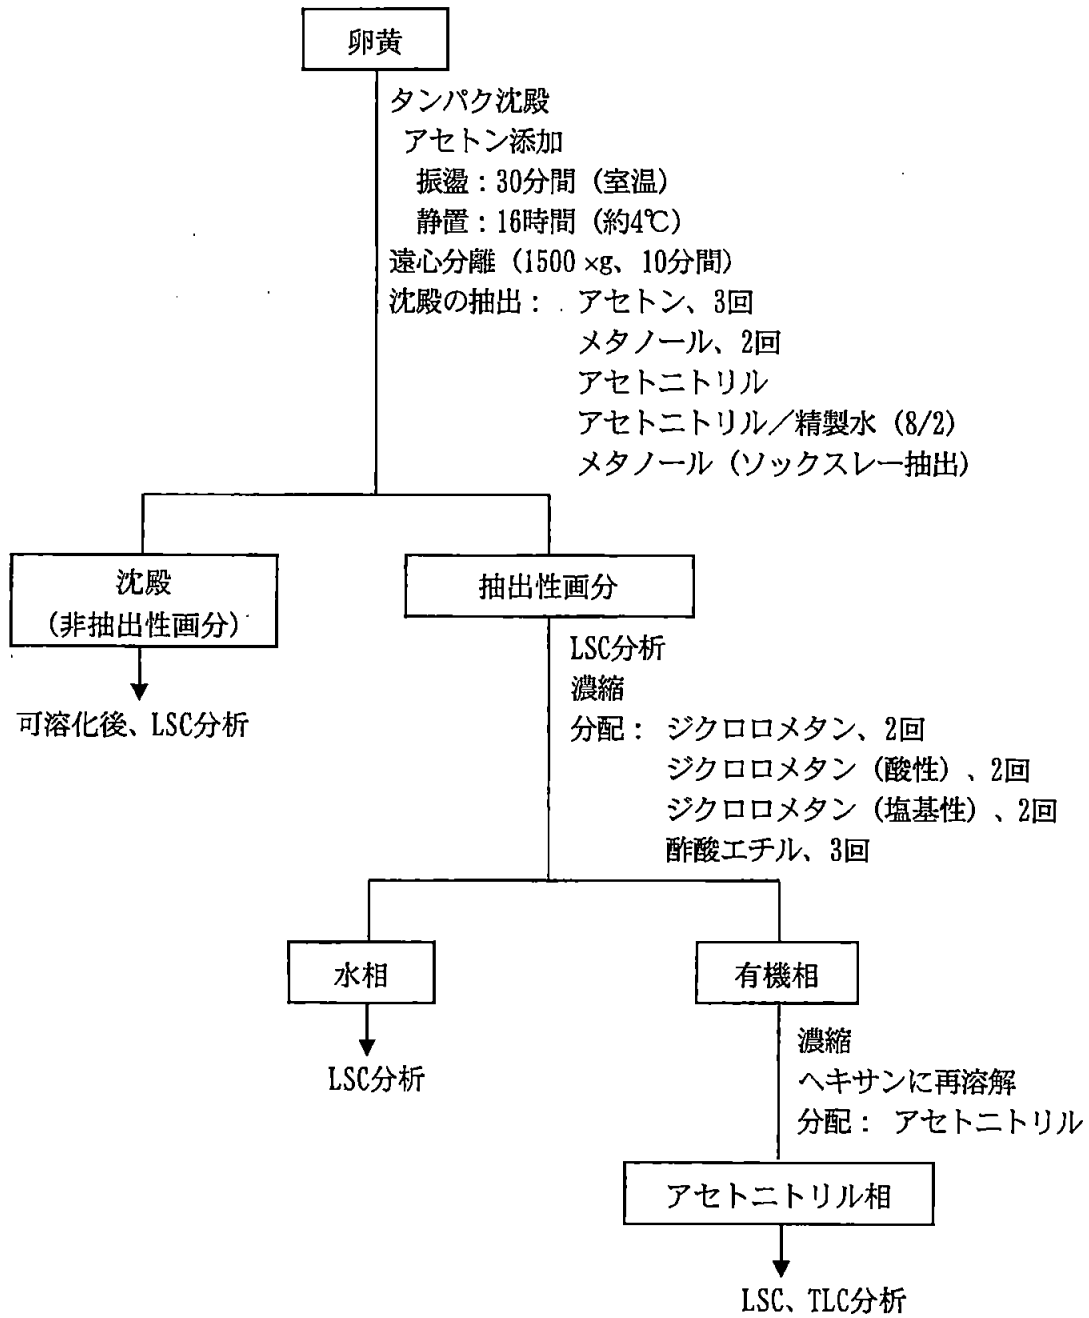 卵黄
タンパク沈殿
アセトン添加
振盪：30分間（室温）
静置：16時間（約4℃）
遠心分離（1500 ×g、10分間）
沈殿の抽出： アセトン、3回
メタノール、2回
アセトニトリル
アセトニトリル／精製水（8/2）
メタノール（ソックスレー抽出）
沈殿
（非抽出性画分）
可溶化後、LSC分析
抽出性画分
LSC分析
濃縮
分配： ジクロロメタン、2回
ジクロロメタン（酸性）、2回
ジクロロメタン（塩基性）、2回
酢酸エチル、3回
水相
LSC分析
有機相
濃縮
ヘキサンに再溶解
分配： アセトニトリル
アセトニトリル相
LSC、TLC分析